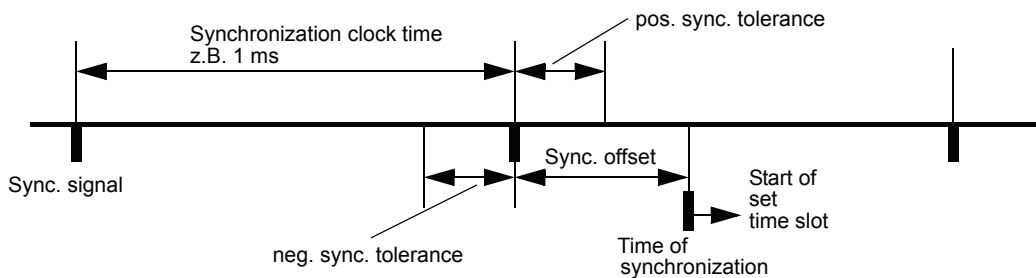 pos. sync. tolerance
Synchronization clock time
z.B. 1 ms
Sync. offset
Sync. signal
Start of
set
time slot
neg. sync. tolerance
Time of
synchronization